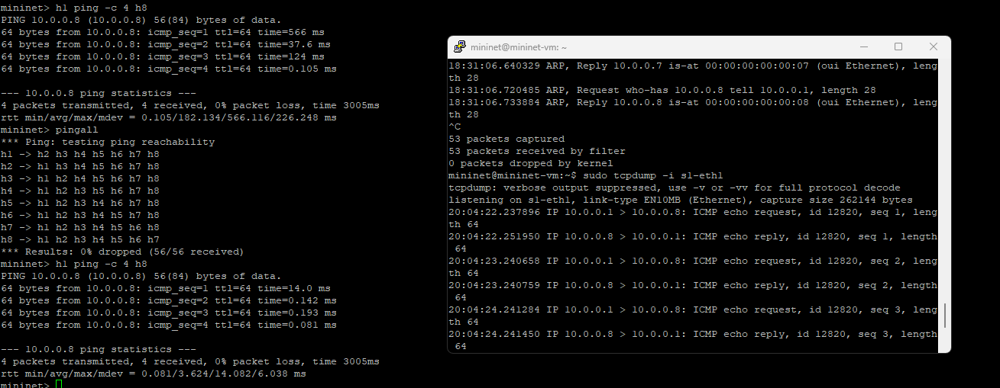 mininet> h1 ping -c 4 h8
PING 10.0.0.8 (10.0.0.8) 56(84) bytes of data.
64 bytes from 10.0.0.8: icmp_seq=1 ttl=64 time=566 ms
64 bytes from 10.0.0.8: icmp_seq=2 ttl=64 time=37.6 ms
64 bytes from 10.0.0.8: icmp_seq=3 ttl=64 time=124 ms
64 bytes from 10.0.0.8: icmp_seq=4 ttl=64 time=0.105 ms

--- 10.0.0.8 ping statistics ---
4 packets transmitted, 4 received, 0% packet loss, time 3005ms
rtt min/avg/max/mdev = 0.105/182.134/566.116/226.248 ms
mininet> pingall
*** Ping: testing ping reachability
h1 -> h2 h3 h4 h5 h6 h7 h8
h2 -> h1 h3 h4 h5 h6 h7 h8
h3 -> h1 h2 h4 h5 h6 h7 h8
h4 -> h1 h2 h3 h5 h6 h7 h8
h5 -> h1 h2 h3 h4 h6 h7 h8
h6 -> h1 h2 h3 h4 h5 h7 h8
h7 -> h1 h2 h3 h4 h5 h6 h8
h8 -> h1 h2 h3 h4 h5 h6 h7
*** Results: 0% dropped (56/56 received)
mininet> h1 ping -c 4 h8
PING 10.0.0.8 (10.0.0.8) 56(84) bytes of data.
64 bytes from 10.0.0.8: icmp_seq=1 ttl=64 time=14.0 ms
64 bytes from 10.0.0.8: icmp_seq=2 ttl=64 time=0.142 ms
64 bytes from 10.0.0.8: icmp_seq=3 ttl=64 time=0.193 ms
64 bytes from 10.0.0.8: icmp_seq=4 ttl=64 time=0.081 ms

--- 10.0.0.8 ping statistics ---
4 packets transmitted, 4 received, 0% packet loss, time 3005ms
rtt min/avg/max/mdev = 0.081/3.624/14.082/6.038 ms
mininet>
mininet@mininet-vm: ~
18:31:06.640329 ARP, Reply 10.0.0.7 is-at 00:00:00:00:00:07 (oui Ethernet), leng
th 28
18:31:06.720485 ARP, Request who-has 10.0.0.8 tell 10.0.0.1, length 28
18:31:06.733884 ARP, Reply 10.0.0.8 is-at 00:00:00:00:00:08 (oui Ethernet), leng
th 28
^C
53 packets captured
53 packets received by filter
0 packets dropped by kernel
mininet@mininet-vm:~$ sudo tcpdump -i s1-eth1
tcpdump: verbose output suppressed, use -v or -vv for full protocol decode
listening on s1-eth1, link-type EN10MB (Ethernet), capture size 262144 bytes
20:04:22.237896 IP 10.0.0.1 > 10.0.0.8: ICMP echo request, id 12820, seq 1, leng
th 64
20:04:22.251950 IP 10.0.0.8 > 10.0.0.1: ICMP echo reply, id 12820, seq 1, length
 64
20:04:23.240658 IP 10.0.0.1 > 10.0.0.8: ICMP echo request, id 12820, seq 2, leng
th 64
20:04:23.240759 IP 10.0.0.8 > 10.0.0.1: ICMP echo reply, id 12820, seq 2, length
 64
20:04:24.241284 IP 10.0.0.1 > 10.0.0.8: ICMP echo request, id 12820, seq 3, leng
th 64
20:04:24.241450 IP 10.0.0.8 > 10.0.0.1: ICMP echo reply, id 12820, seq 3, length
 64